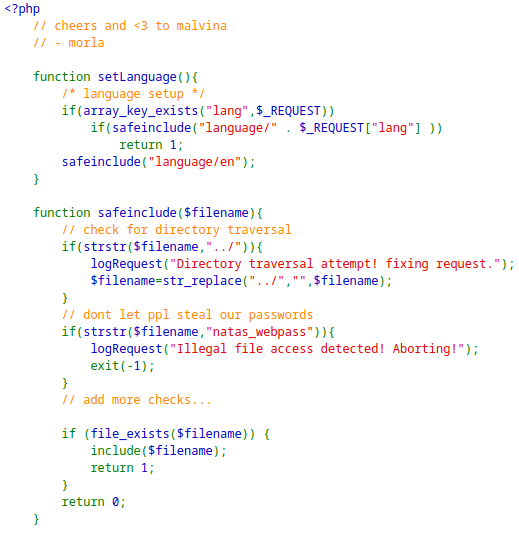 <?php
    // cheers and <3 to malvina
    // - morla

    function setLanguage(){
        /* language setup */
        if(array_key_exists("lang",$_REQUEST))
            if(safeinclude("language/" . $_REQUEST["lang"] ))
                return 1;
        safeinclude("language/en");
    }

    function safeinclude($filename){
        // check for directory traversal
        if(strstr($filename,"../")){
            logRequest("Directory traversal attempt! fixing request.");
            $filename=str_replace("../","",$filename);
        }
        // dont let ppl steal our passwords
        if(strstr($filename,"natas_webpass")){
            logRequest("Illegal file access detected! Aborting!");
            exit(-1);
        }
        // add more checks...

        if (file_exists($filename)) {
            include($filename);
            return 1;
        }
        return 0;
    }